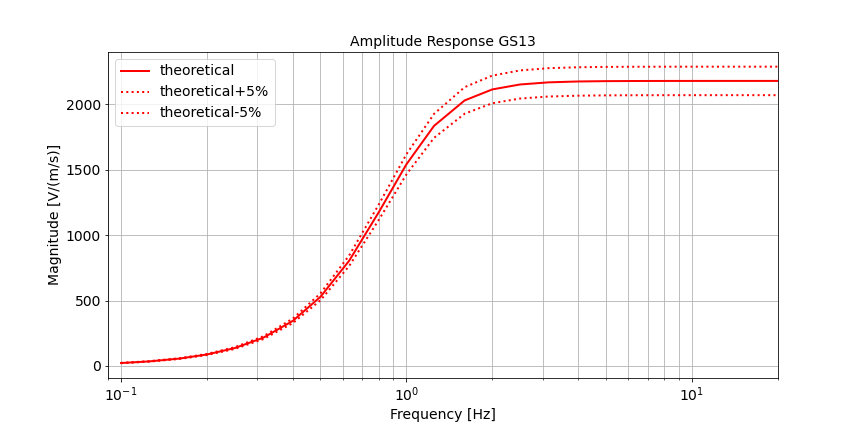 Amplitude Response GS13
theoretical
theoretical+5%
theoretical-5%
Magnitude [V/(m/s)]
2000
1500
1000
500
0
10⁻¹
10⁰
10¹
Frequency [Hz]